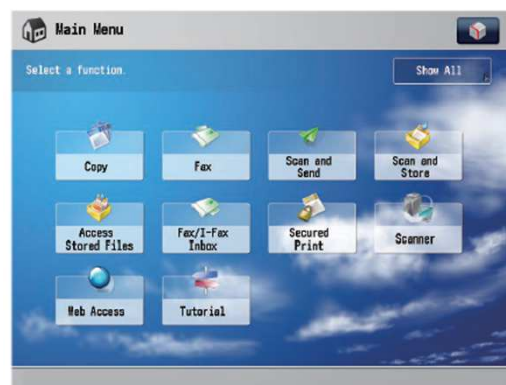 Main Menu
Select a function.
Show All
Copy
Fax
Scan and
Send
Scan and
Store
Access
Stored Files
Fax/I-Fax
Inbox
Secured
Print
Scanner
Web Access
Tutorial